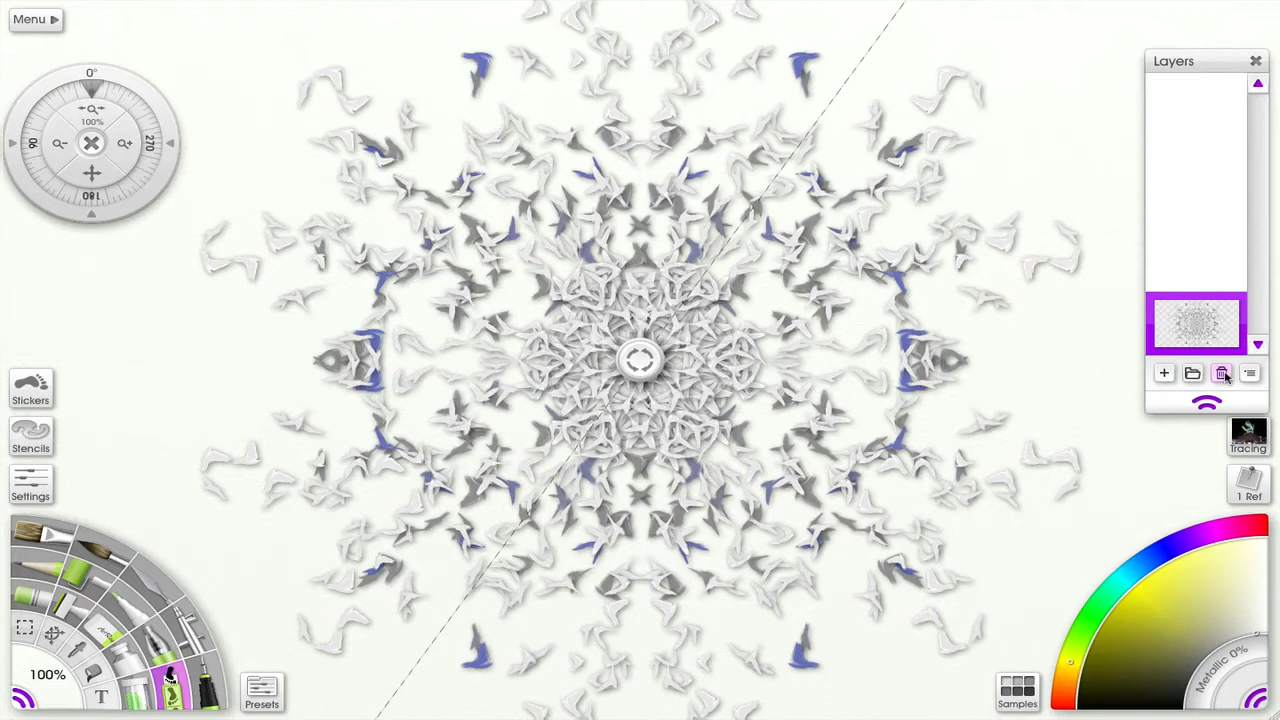 Menu
0°
100%
90
270
180
Layers
Stickers
Stencils
Settings
Tracing
1 Ref
100%
T
Presets
Samples
Metallic 0%